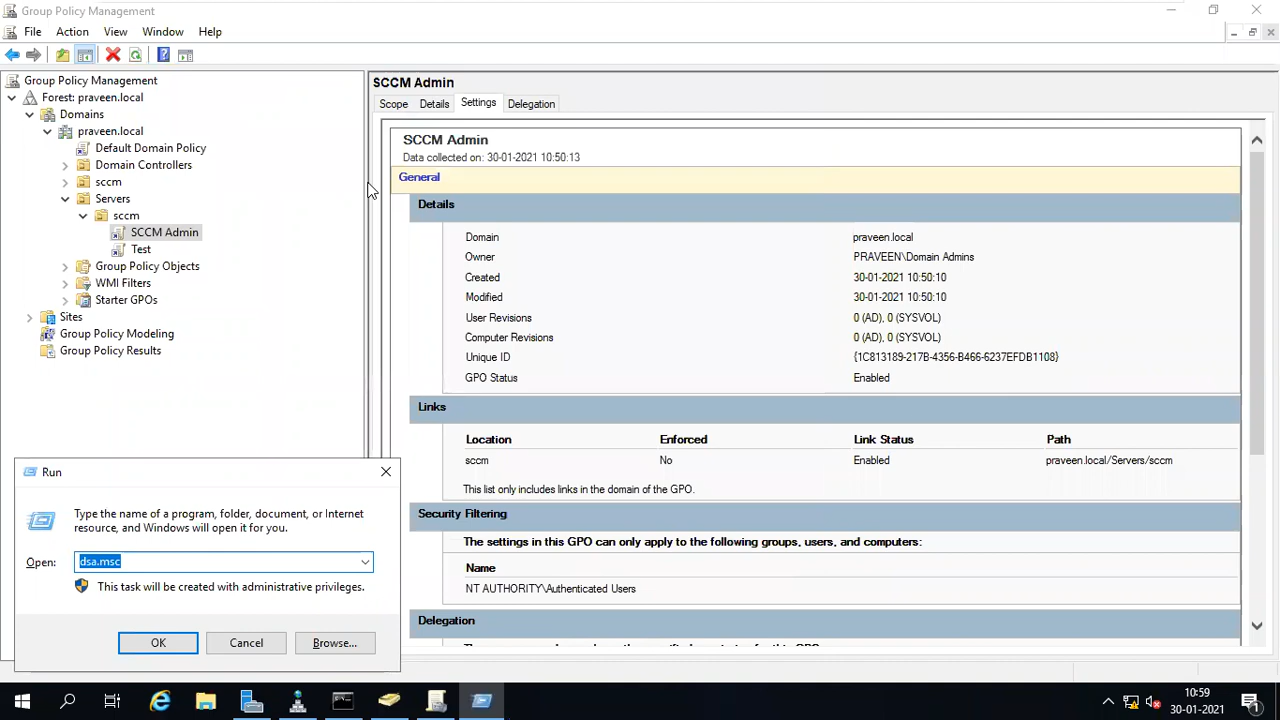 Group Policy Management
File Action View Window Help
Group Policy Management
Forest: praveen.local
Domains
praveen.local
Default Domain Policy
Domain Controllers
sccm
Servers
sccm
SCCM Admin
Test
Group Policy Objects
WMI Filters
Starter GPOs
Sites
Group Policy Modeling
Group Policy Results
SCCM Admin
Scope Details Settings Delegation
SCCM Admin
Data collected on: 30-01-2021 10:50:13
General
Details
Domain praveen.local
Owner PRAVEEN\Domain Admins
Created 30-01-2021 10:50:10
Modified 30-01-2021 10:50:10
User Revisions 0 (AD), 0 (SYSVOL)
Computer Revisions 0 (AD), 0 (SYSVOL)
Unique ID {1C813189-217B-4356-B466-6237EFDB1108}
GPO Status Enabled
Links
Location Enforced Link Status Path
sccm No Enabled praveen.local/Servers/sccm
This list only includes links in the domain of the GPO.
Security Filtering
The settings in this GPO can only apply to the following groups, users, and computers:
Name
NT AUTHORITY\Authenticated Users
Delegation
Run
Type the name of a program, folder, document, or Internet
resource, and Windows will open it for you.
Open: dsa.msc
This task will be created with administrative privileges.
OK Cancel Browse...
10:59
30-01-2021
1